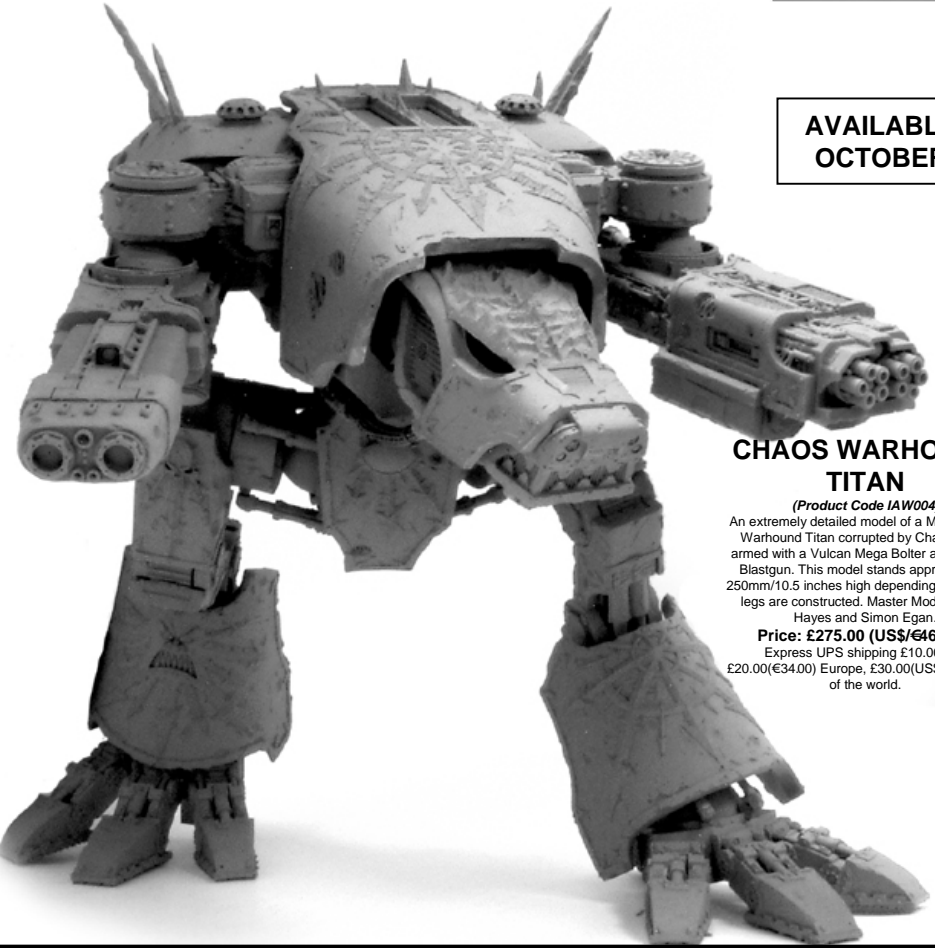 AVAILABL
OCTOBER
CHAOS WARHO
TITAN
(Product Code IAW004
An extremely detailed model of a M
Warhound Titan corrupted by Cha
armed with a Vulcan Mega Bolter a
Blastgun. This model stands appr
250mm/10.5 inches high depending
legs are constructed. Master Mod
Hayes and Simon Egan.
Price: £275.00 (US$/€46
Express UPS shipping £10.00
£20.00(€34.00) Europe, £30.00(US$
of the world.